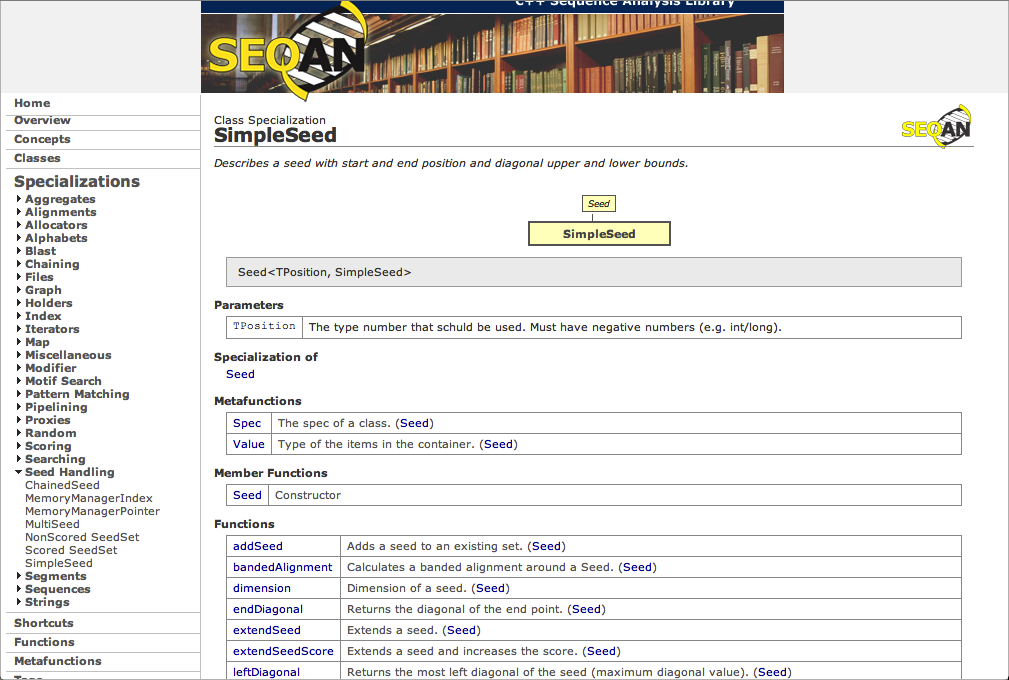 C++ Sequence Analysis Library
SEQAN
Home
Overview
Concepts
Classes
Specializations
Aggregates
Alignments
Allocators
Alphabets
Blast
Chaining
Files
Graph
Holders
Index
Iterators
Map
Miscellaneous
Modifier
Motif Search
Pattern Matching
Pipelining
Proxies
Random
Scoring
Searching
Seed Handling
ChainedSeed
MemoryManagerIndex
MemoryManagerPointer
MultiSeed
NonScored SeedSet
Scored SeedSet
SimpleSeed
Segments
Sequences
Strings
Shortcuts
Functions
Metafunctions
Class Specialization
SimpleSeed
SEQAN
Describes a seed with start and end position and diagonal upper and lower bounds.
Seed
SimpleSeed
Seed<TPosition, SimpleSeed>
Parameters
TPosition The type number that schuld be used. Must have negative numbers (e.g. int/long).
Specialization of
Seed
Metafunctions
Spec The spec of a class. (Seed)
Value Type of the items in the container. (Seed)
Member Functions
Seed Constructor
Functions
addSeed Adds a seed to an existing set. (Seed)
bandedAlignment Calculates a banded alignment around a Seed. (Seed)
dimension Dimension of a seed. (Seed)
endDiagonal Returns the diagonal of the end point. (Seed)
extendSeed Extends a seed. (Seed)
extendSeedScore Extends a seed and increases the score. (Seed)
leftDiagonal Returns the most left diagonal of the seed (maximum diagonal value). (Seed)